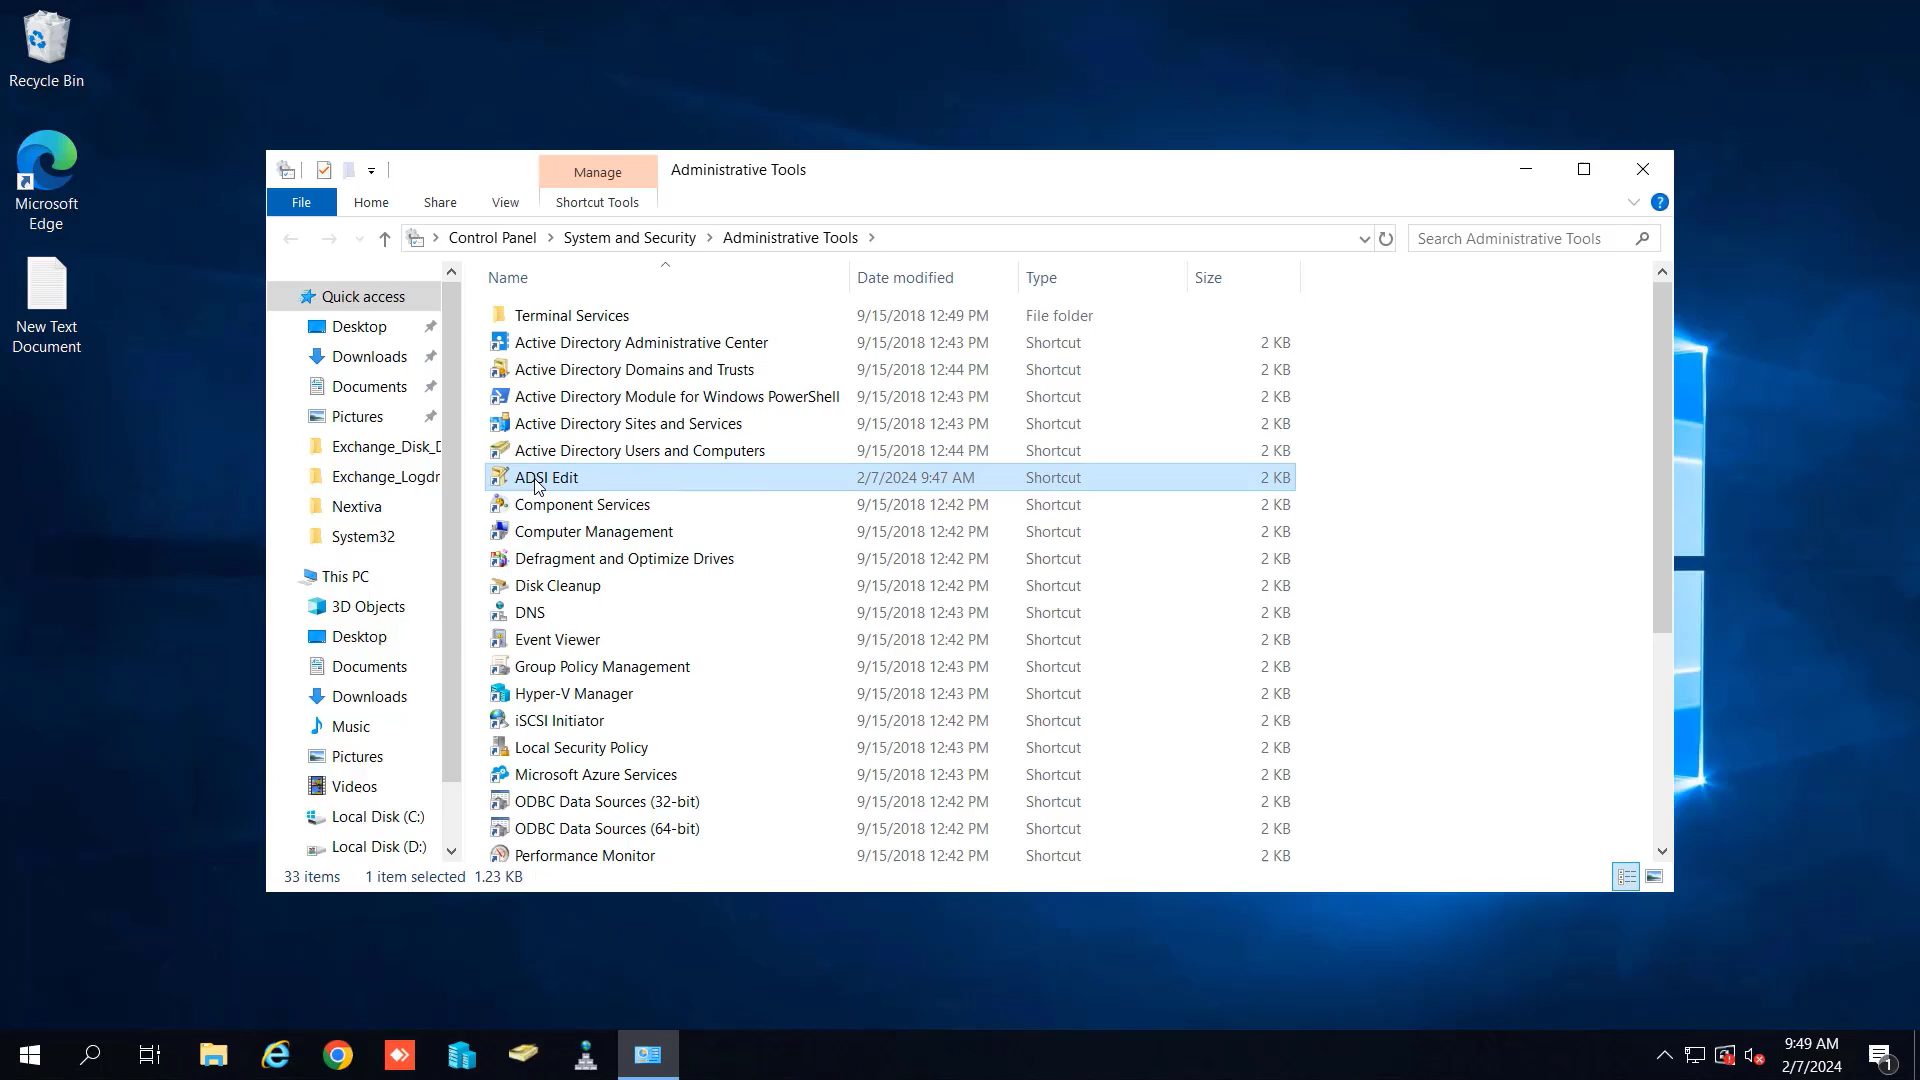 Recycle Bin
Microsoft
Edge
New Text
Document
Manage
Administrative Tools
File
Home
Share
View
Shortcut Tools
Control Panel
System and Security
Administrative Tools
Search Administrative Tools
Name
Date modified
Type
Size
Quick access
Desktop
Downloads
Documents
Pictures
Exchange_Disk_D
Exchange_Logdr
Nextiva
System32
This PC
3D Objects
Desktop
Documents
Downloads
Music
Pictures
Videos
Local Disk (C:)
Local Disk (D:)
Terminal Services 9/15/2018 12:49 PM File folder
Active Directory Administrative Center 9/15/2018 12:43 PM Shortcut 2 KB
Active Directory Domains and Trusts 9/15/2018 12:44 PM Shortcut 2 KB
Active Directory Module for Windows PowerShell 9/15/2018 12:43 PM Shortcut 2 KB
Active Directory Sites and Services 9/15/2018 12:43 PM Shortcut 2 KB
Active Directory Users and Computers 9/15/2018 12:44 PM Shortcut 2 KB
ADSI Edit 2/7/2024 9:47 AM Shortcut 2 KB
Component Services 9/15/2018 12:42 PM Shortcut 2 KB
Computer Management 9/15/2018 12:42 PM Shortcut 2 KB
Defragment and Optimize Drives 9/15/2018 12:42 PM Shortcut 2 KB
Disk Cleanup 9/15/2018 12:42 PM Shortcut 2 KB
DNS 9/15/2018 12:43 PM Shortcut 2 KB
Event Viewer 9/15/2018 12:42 PM Shortcut 2 KB
Group Policy Management 9/15/2018 12:43 PM Shortcut 2 KB
Hyper-V Manager 9/15/2018 12:43 PM Shortcut 2 KB
iSCSI Initiator 9/15/2018 12:42 PM Shortcut 2 KB
Local Security Policy 9/15/2018 12:43 PM Shortcut 2 KB
Microsoft Azure Services 9/15/2018 12:43 PM Shortcut 2 KB
ODBC Data Sources (32-bit) 9/15/2018 12:42 PM Shortcut 2 KB
ODBC Data Sources (64-bit) 9/15/2018 12:42 PM Shortcut 2 KB
Performance Monitor 9/15/2018 12:42 PM Shortcut 2 KB
33 items 1 item selected 1.23 KB
9:49 AM
2/7/2024
1